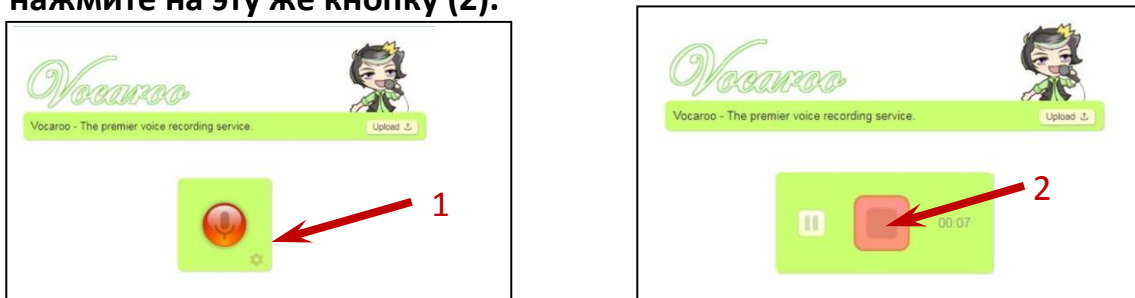 нажмите на эту же кнопку (2).
Vocaroo
Vocaroo - The premier voice recording service.
Upload
1
Vocaroo
Vocaroo - The premier voice recording service.
Upload
2
00:07